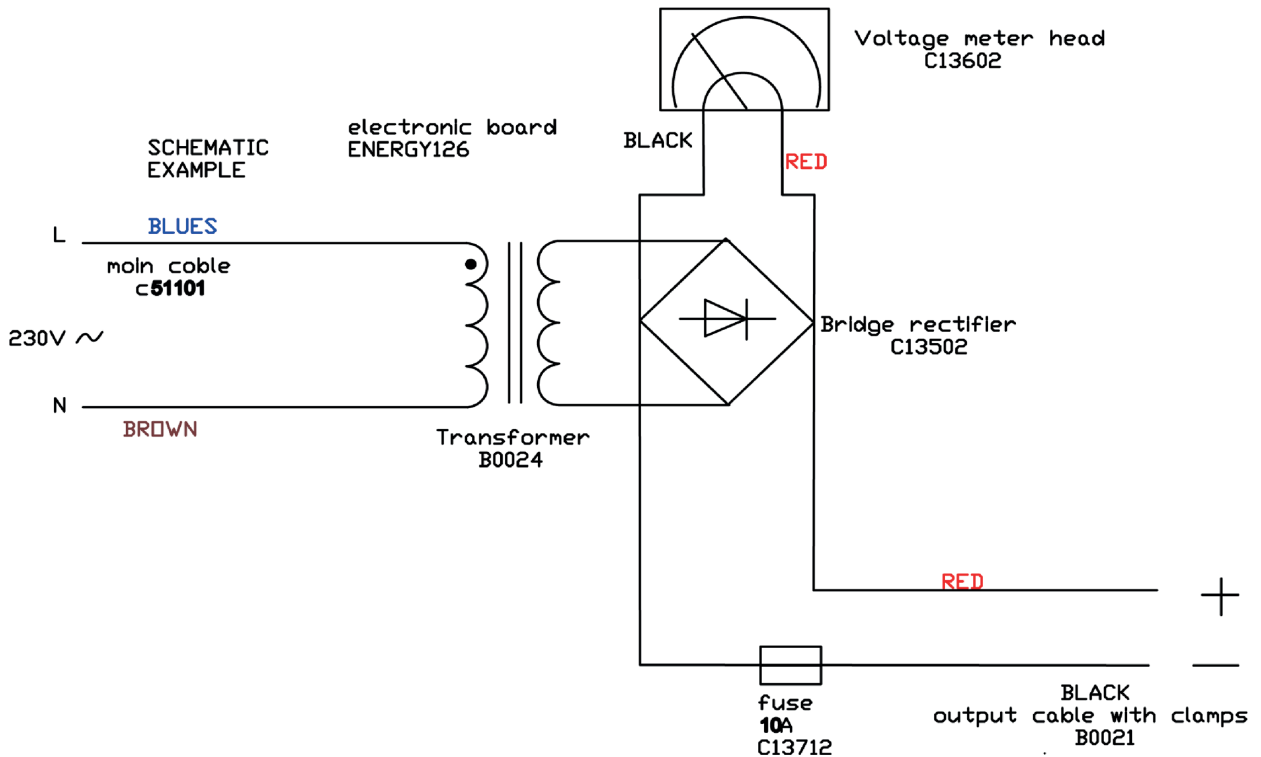 Voltage meter head
C13602
electronic board
ENERGY126
SCHEMATIC
EXAMPLE
BLACK
RED
L
BLUES
moin coble
c51101
230V ~
Bridge rectifier
C13502
N
BROWN
Transformer
B0024
RED
+
—
fuse
10A
C13712
BLACK
output cable with clamps
B0021